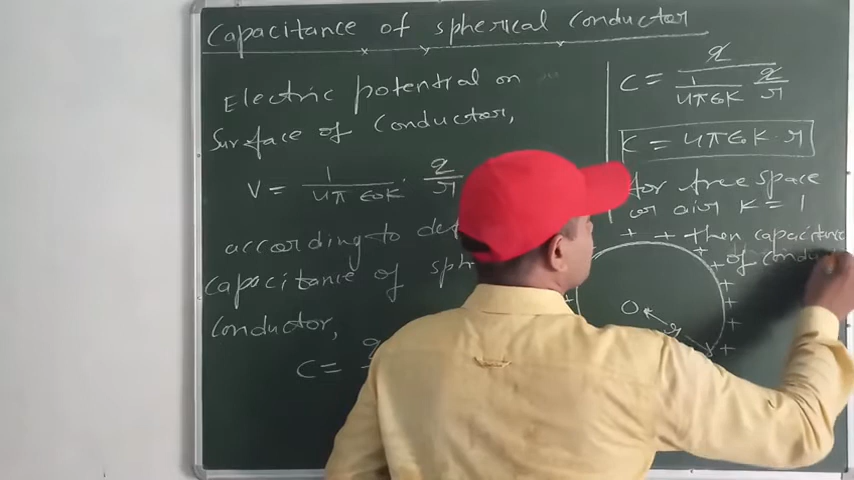 Capacitance of spherical Conductor
Electric potential on
Surface of Conductor,
V = 1/4π ε₀K · q/r
according to
capacitance of
Conductor,
C =
C = q / 1/4πε₀K q/r
C = 4πε₀K·r
for free space
or air K = 1
then capacitance
of
O
r